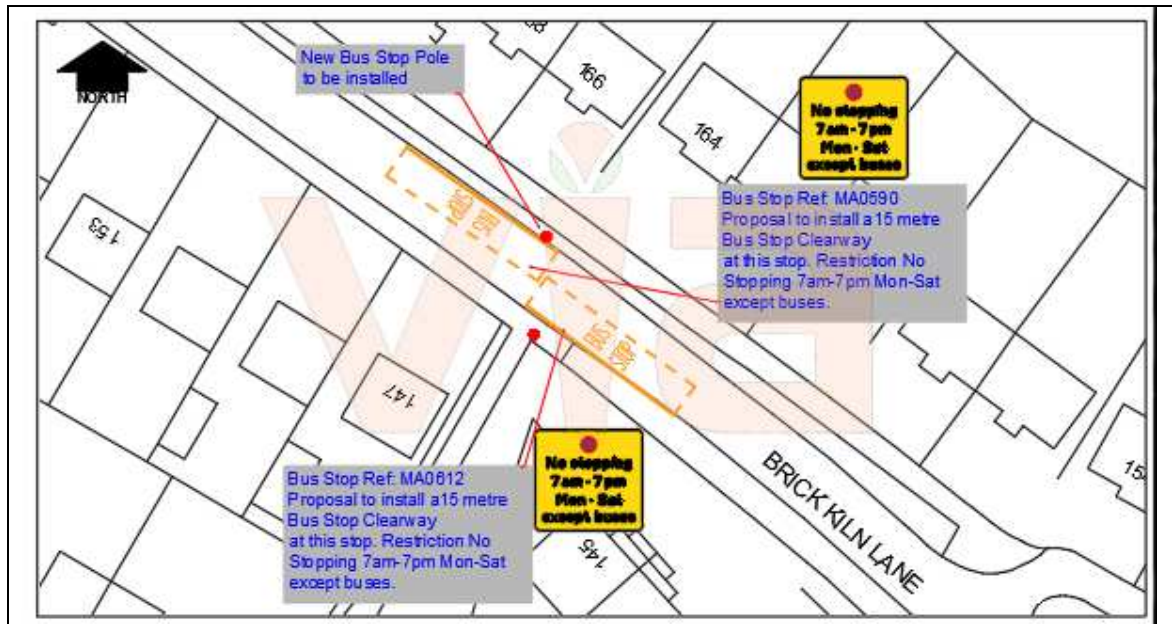 NORTH
New Bus Stop Pole
to be installed
166
164
No stopping
7am - 7pm
Mon - Sat
except buses
Bus Stop Ref: MA0590
Proposal to install a 15 metre
Bus Stop Clearway
at this stop. Restriction No
Stopping 7am-7pm Mon-Sat
except buses.
BUS
STOP
153
BUS
STOP
147
Via
No stopping
7am - 7pm
Mon - Sat
except buses
Bus Stop Ref: MA0612
Proposal to install a 15 metre
Bus Stop Clearway
at this stop. Restriction No
Stopping 7am-7pm Mon-Sat
except buses.
145
BRICK KILN LANE